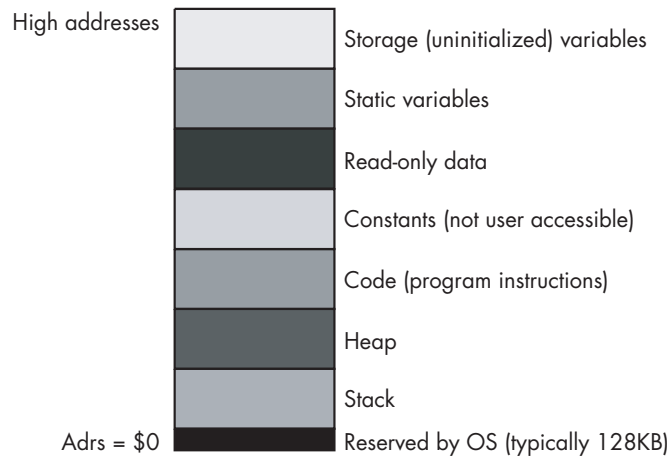 High addresses
Storage (uninitialized) variables
Static variables
Read-only data
Constants (not user accessible)
Code (program instructions)
Heap
Stack
Adrs = $0
Reserved by OS (typically 128KB)